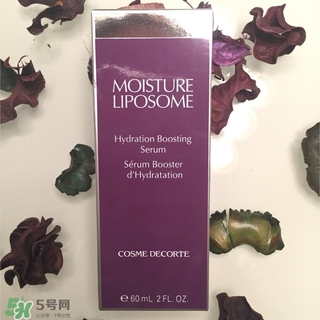 MOISTURE
LIPOSOME
Hydration Boosting
Serum
Sérum Booster
d'Hydratation
COSME DECORTE
e 60 mL 2 FL. OZ.
5号网